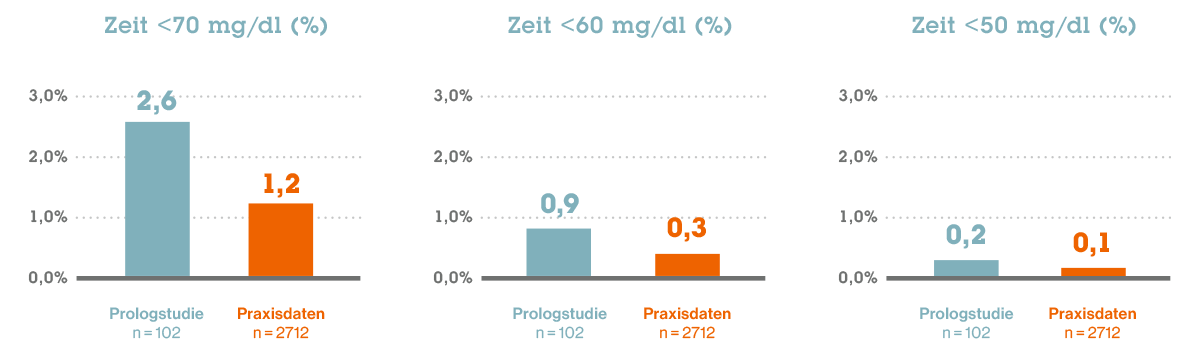 Zeit <70 mg/dl (%)
3,0%
2,0%
1,0%
0,0%
2,6
1,2
Prologstudie
n = 102
Praxisdaten
n = 2712
Zeit <60 mg/dl (%)
3,0%
2,0%
1,0%
0,0%
0,9
0,3
Prologstudie
n = 102
Praxisdaten
n = 2712
Zeit <50 mg/dl (%)
3,0%
2,0%
1,0%
0,0%
0,2
0,1
Prologstudie
n = 102
Praxisdaten
n = 2712